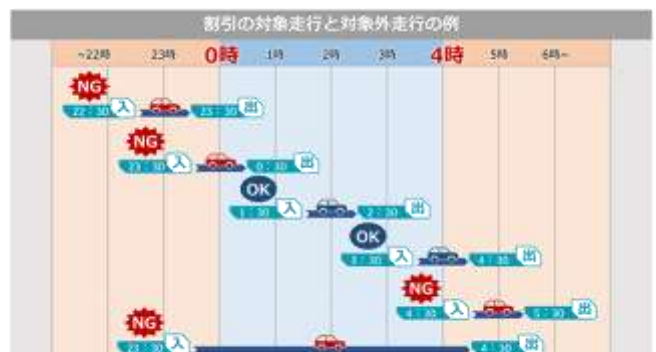 割引の対象走行と対象外走行の例
~22時 23時 0時 1時 2時 3時 4時 5時 6時~
NG
22:30 入 23:30 出
NG
23:30 入 0:30 出
OK
1:30 入 2:30 出
OK
3:30 入 4:30 出
NG
4:30 入 5:30 出
NG
23:30 入 4:30 出